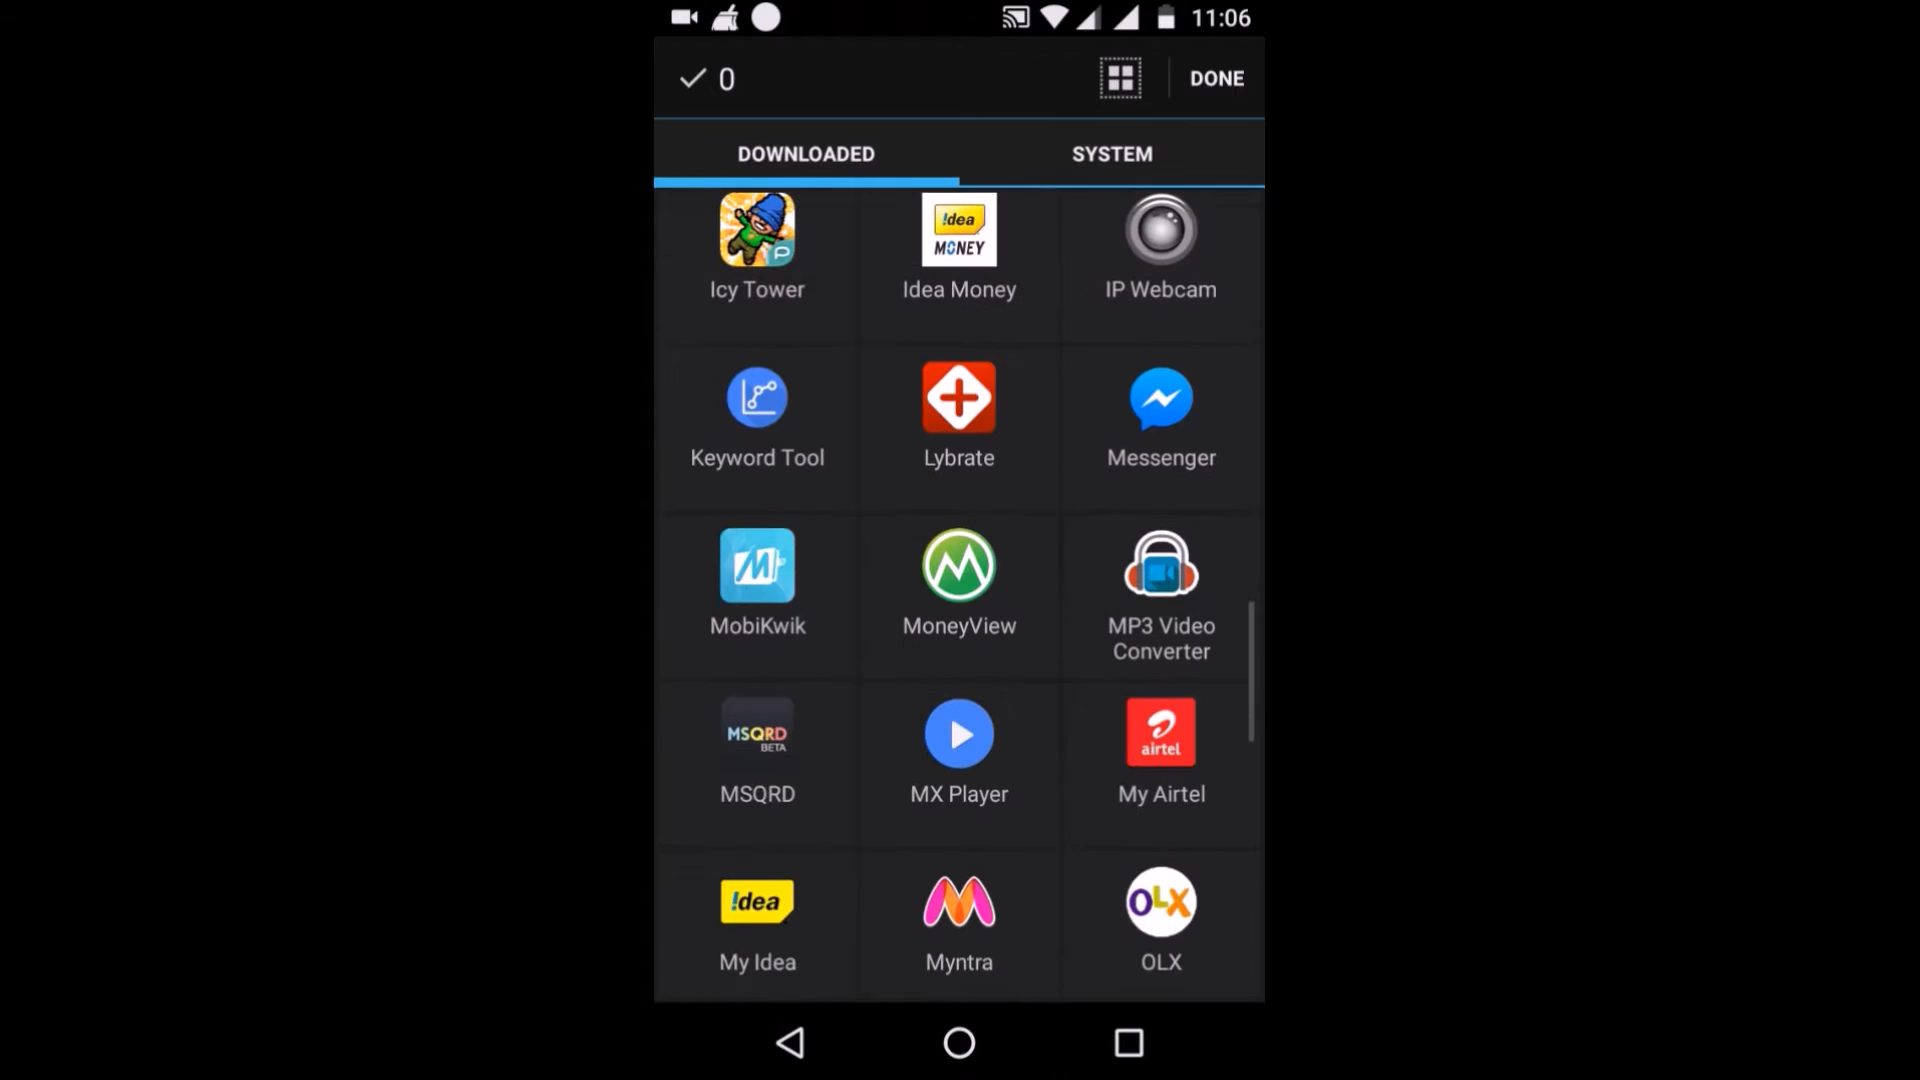 11:06
0
DONE
DOWNLOADED
SYSTEM
P
!dea
MONEY
Icy Tower
Idea Money
IP Webcam
Keyword Tool
Lybrate
Messenger
M
MobiKwik
MoneyView
MP3 Video
Converter
MSQRD
BETA
airtel
MSQRD
MX Player
My Airtel
!dea
OLX
My Idea
Myntra
OLX